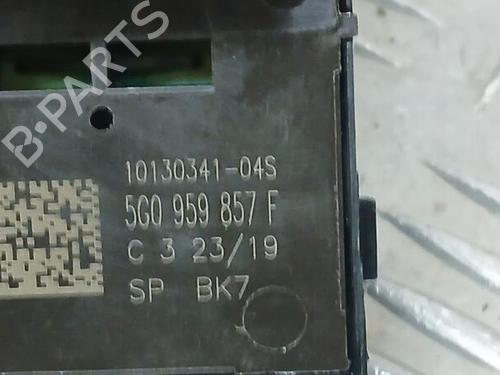 B-PARTS
10130341-04S
5G0 959 857 F
C 3 23/19
SP BK7